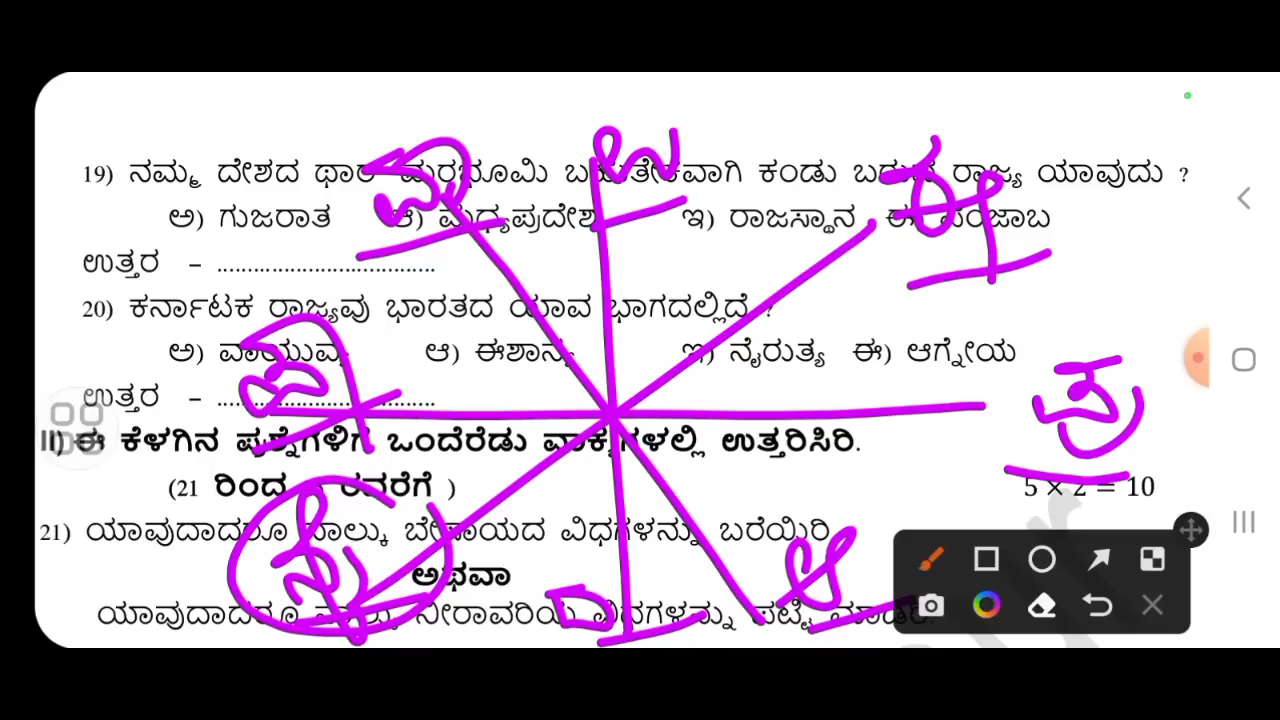 19) ನಮ್ಮ ದೇಶದ ಥಾರ ಮರಭೂಮಿ ಬಹುತೇಕವಾಗಿ ಕಂಡು ಬರುವ ರಾಜ್ಯ ಯಾವುದು ?
ಅ) ಗುಜರಾತ ಆ) ಮಧ್ಯಪ್ರದೇಶ ಇ) ರಾಜಸ್ಥಾನ ಈ) ಪಂಜಾಬ
ಉತ್ತರ – .....................................
20) ಕರ್ನಾಟಕ ರಾಜ್ಯವು ಭಾರತದ ಯಾವ ಭಾಗದಲ್ಲಿದೆ ?
ಅ) ವಾಯುವ್ಯ ಆ) ಈಶಾನ್ಯ ಇ) ನೈರುತ್ಯ ಈ) ಆಗ್ನೇಯ
ಉತ್ತರ – .....................................
II) ಈ ಕೆಳಗಿನ ಪ್ರಶ್ನೆಗಳಿಗೆ ಒಂದೆರೆಡು ವಾಕ್ಯಗಳಲ್ಲಿ ಉತ್ತರಿಸಿರಿ.
(21 ರಿಂದ ರವರೆಗೆ ) 5 × 2 = 10
21) ಯಾವುದಾದರೂ ನಾಲ್ಕು ಬೇಸಾಯದ ವಿಧಗಳನ್ನು ಬರೆಯಿರಿ
ಅಥವಾ
ಯಾವುದಾದರೂ ನಾಲ್ಕು ನೀರಾವರಿಯ ವಿಧಗಳನ್ನು ಪಟ್ಟಿ ಮಾಡಿರಿ.
ವಾ ಉ ಈ
ಪ ಪೂ
ನೈ ದ ಆ